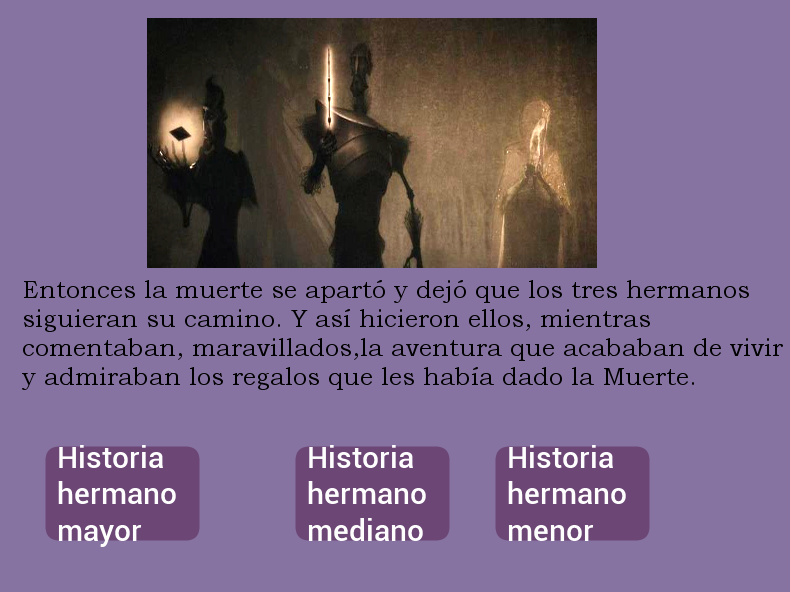 Entonces la muerte se apartó y dejó que los tres hermanos
siguieran su camino. Y así hicieron ellos, mientras
comentaban, maravillados,la aventura que acababan de vivir
y admiraban los regalos que les había dado la Muerte.
Historia
hermano
mayor
Historia
hermano
mediano
Historia
hermano
menor